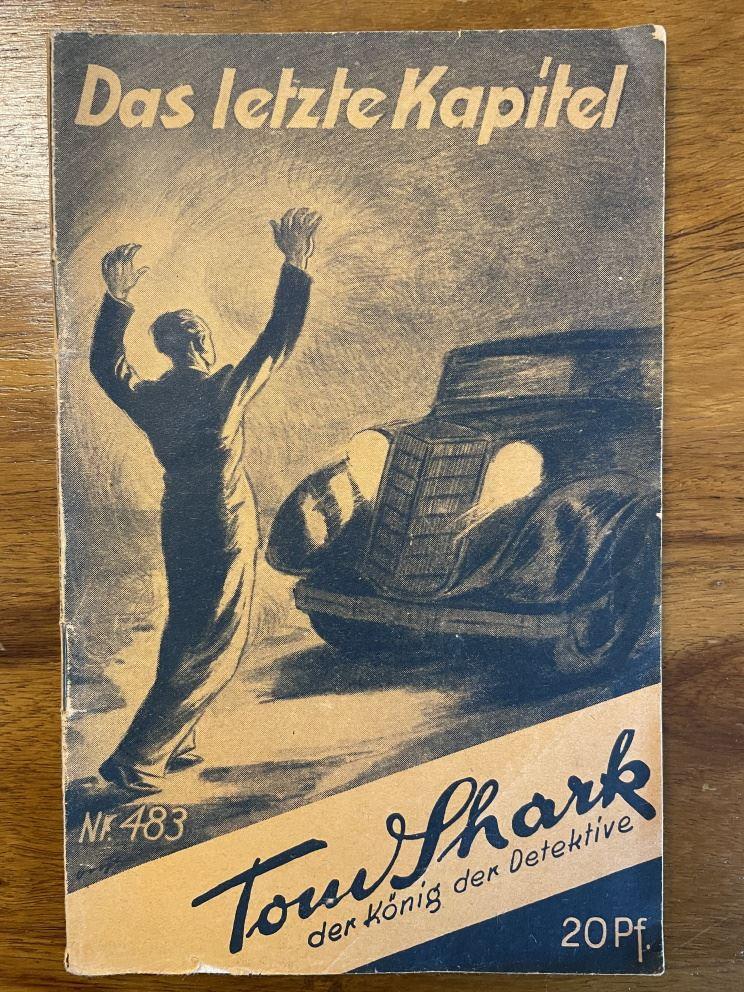 Das letzte Kapitel
Nr. 483
Tom Shark
der König der Detektive
20 Pf.